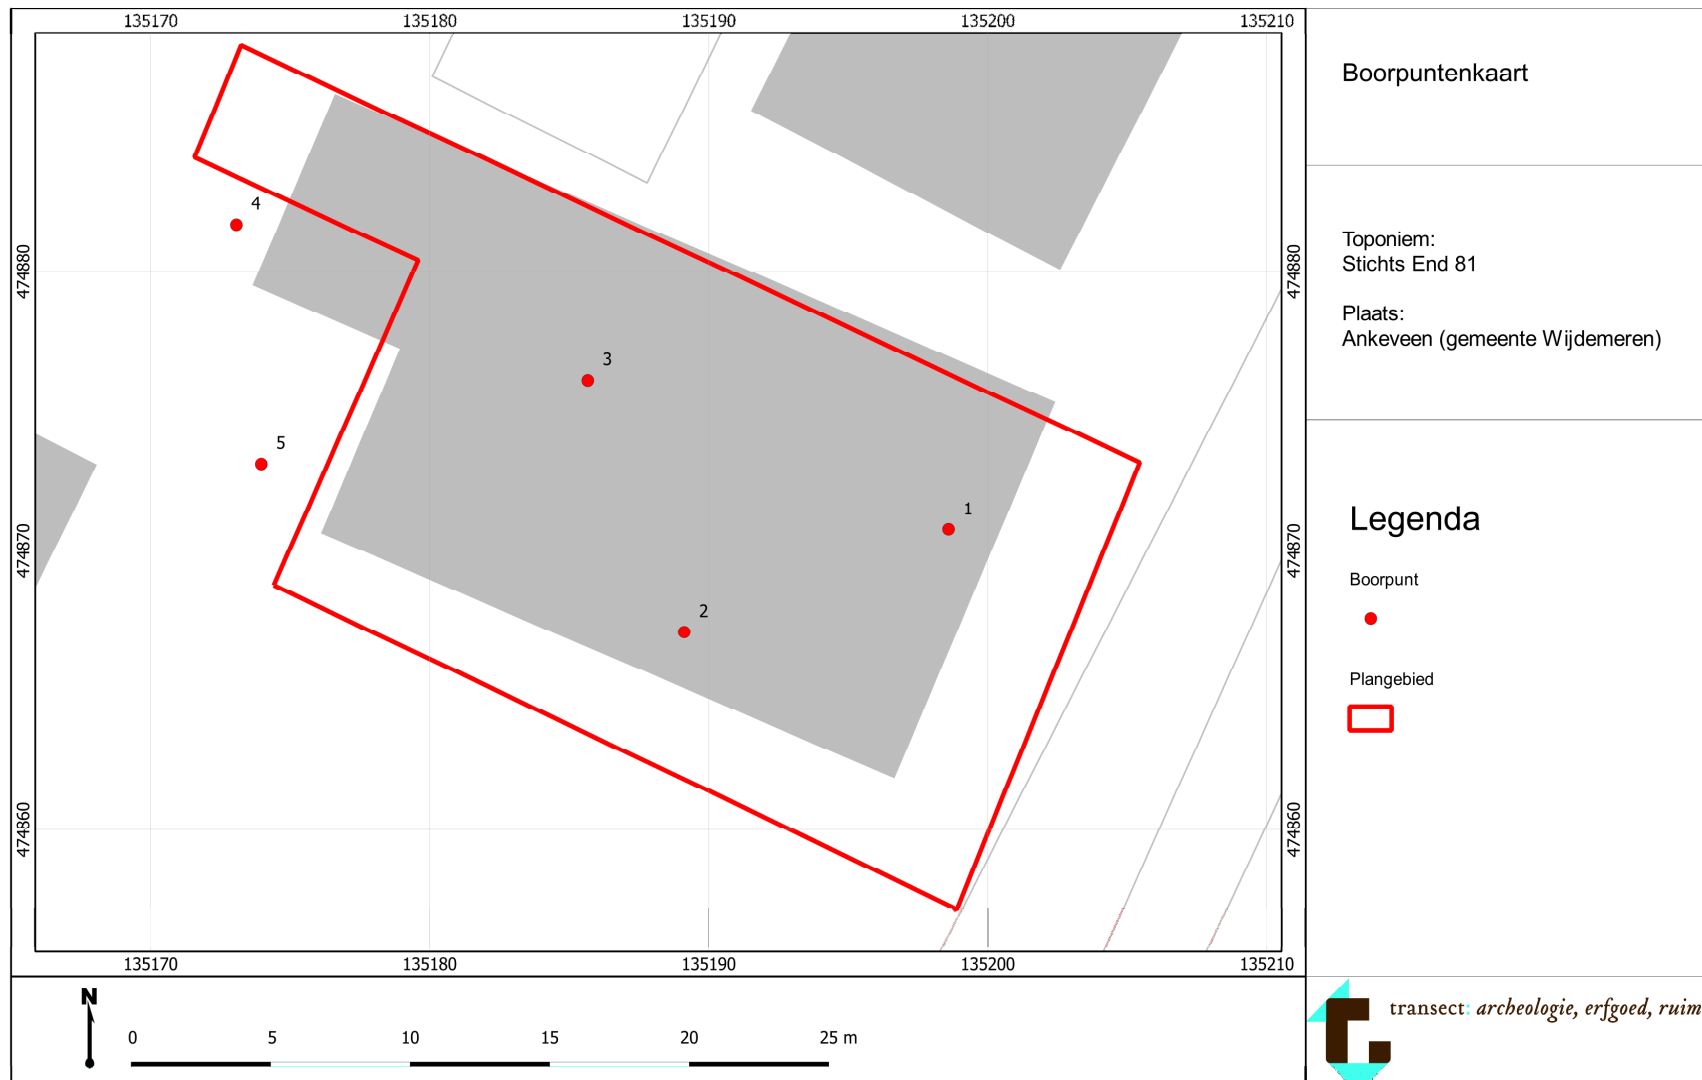 135170 135180 135190 135200 135210
474880 474880
474870 474870
474860 474860
4
3
5
1
2
135170 135180 135190 135200 135210
N
0 5 10 15 20 25 m
Boorpuntenkaart
Toponiem:
Stichts End 81
Plaats:
Ankeveen (gemeente Wijdemeren)
Legenda
Boorpunt
Plangebied
transect: archeologie, erfgoed, ruim